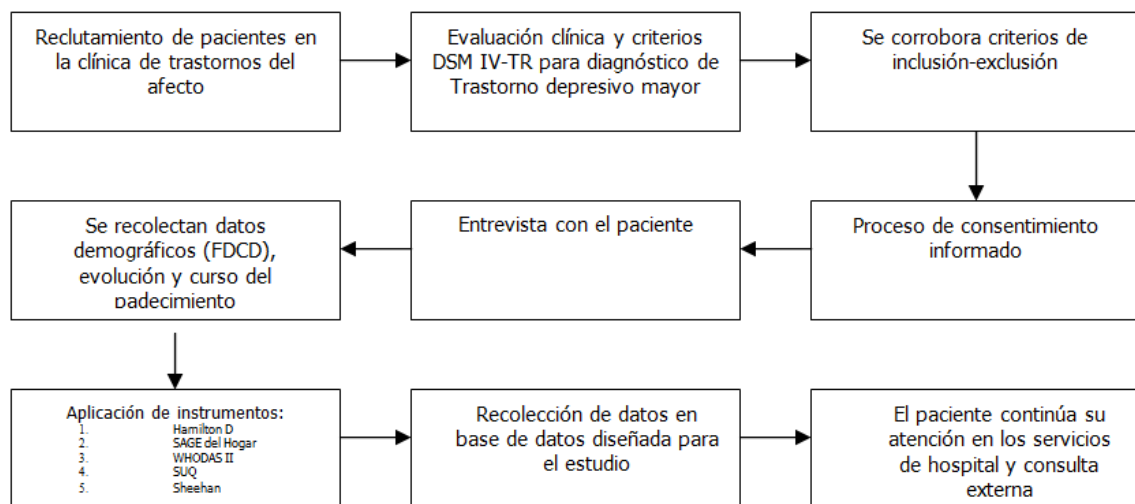 Reclutamiento de pacientes en
la clínica de trastornos del
afecto
Evaluación clínica y criterios
DSM IV-TR para diagnóstico de
Trastorno depresivo mayor
Se corrobora criterios de
inclusión-exclusión
Proceso de consentimiento
informado
Entrevista con el paciente
Se recolectan datos
demográficos (FDCD),
evolución y curso del
padecimiento
Aplicación de instrumentos:
1. Hamilton D
2. SAGE del Hogar
3. WHODAS II
4. SUQ
5. Sheehan
Recolección de datos en
base de datos diseñada para
el estudio
El paciente continúa su
atención en los servicios
de hospital y consulta
externa